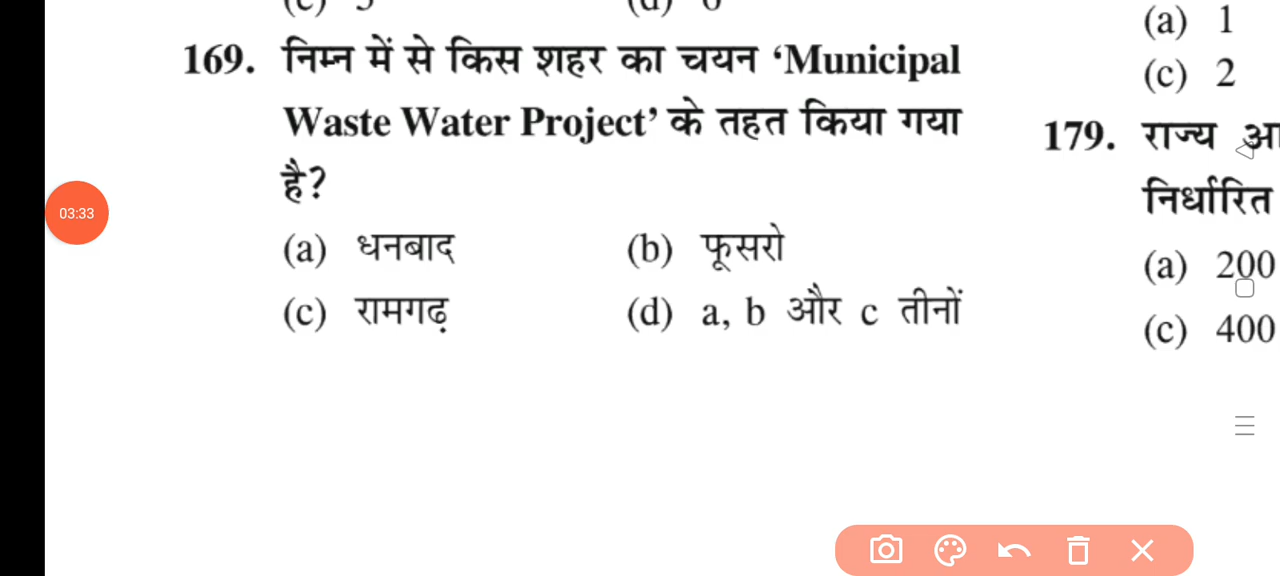 (a) 1
169. निम्न में से किस शहर का चयन ‘Municipal
(c) 2
Waste Water Project’ के तहत किया गया
179. राज्य
है?
निर्धारित
03:33
(a) धनबाद (b) फूसरो
(a) 200
(c) रामगढ़ (d) a, b और c तीनों
(c) 400